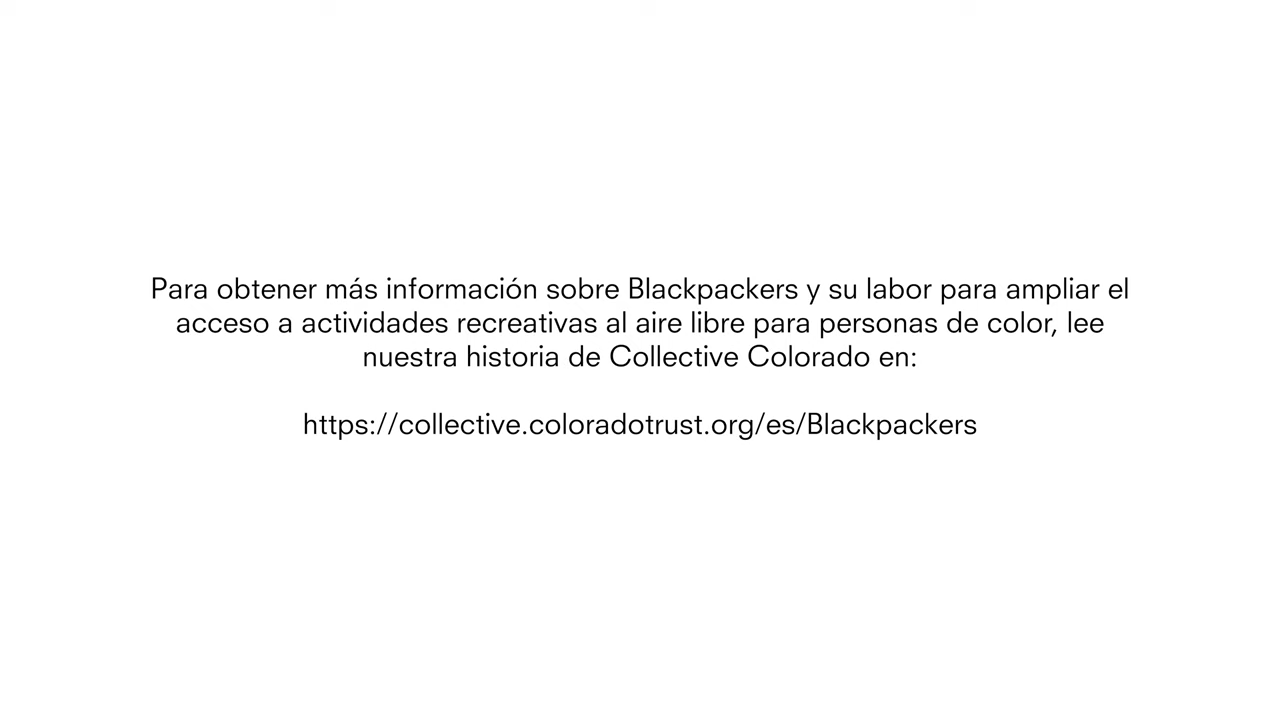 Para obtener más información sobre Blackpackers y su labor para ampliar el
acceso a actividades recreativas al aire libre para personas de color, lee
nuestra historia de Collective Colorado en:
https://collective.coloradotrust.org/es/Blackpackers